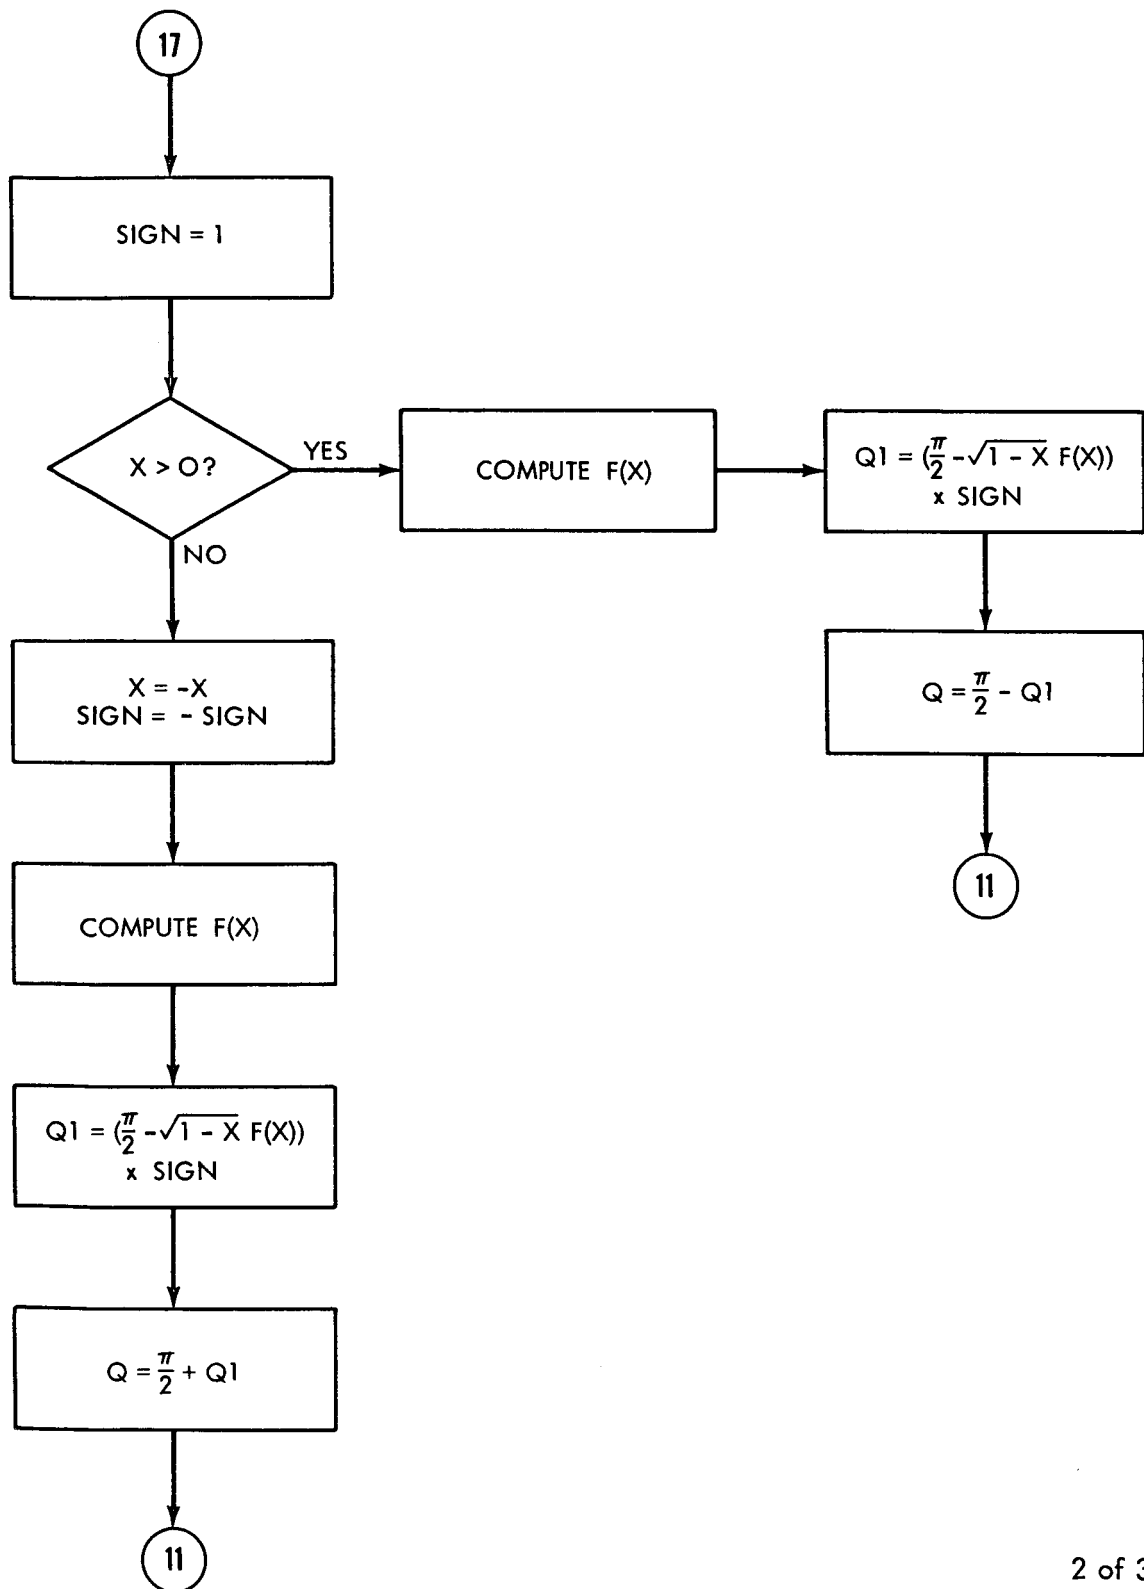 17
SIGN = 1
X > O?
YES
NO
COMPUTE F(X)
Q1 = (π/2 - √(1 - X) F(X))
x SIGN
Q = π/2 - Q1
11
X = -X
SIGN = - SIGN
COMPUTE F(X)
Q1 = (π/2 - √(1 - X) F(X))
x SIGN
Q = π/2 + Q1
11
2 of 3